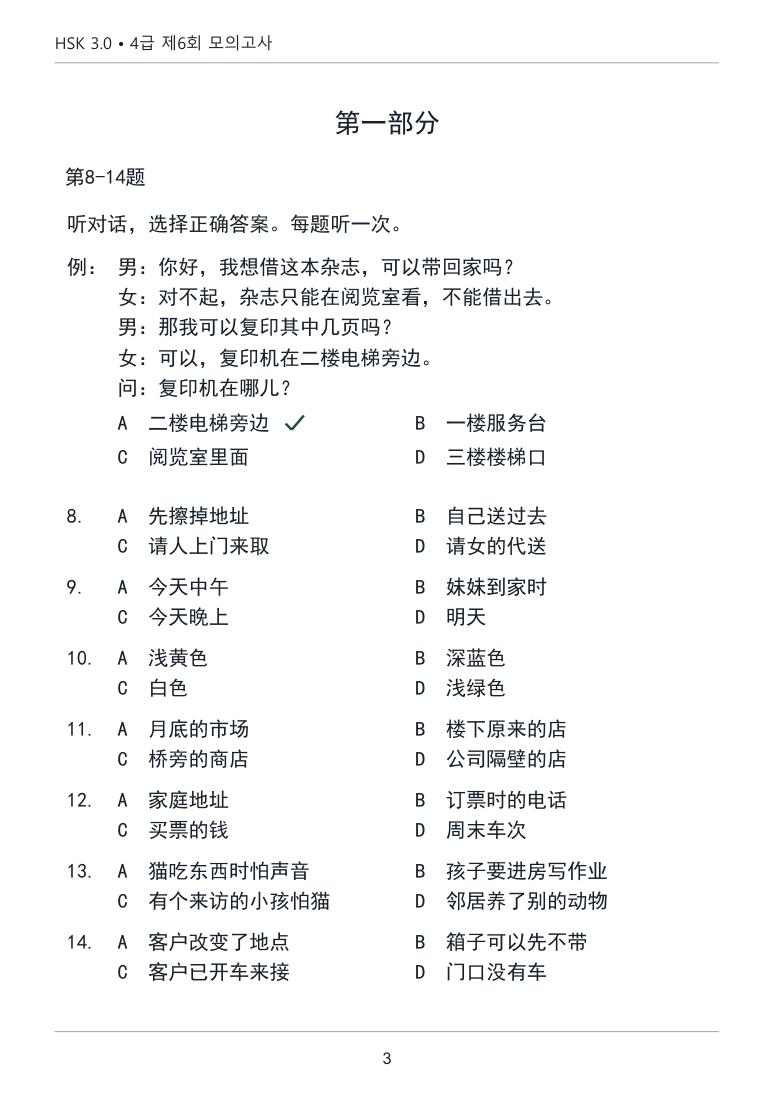 HSK 3.0 • 4급 제6회 모의고사
第一部分
第8-14题
听对话，选择正确答案。每题听一次。
例： 男：你好，我想借这本杂志，可以带回家吗？
女：对不起，杂志只能在阅览室看，不能借出去。
男：那我可以复印其中几页吗？
女：可以，复印机在二楼电梯旁边。
问：复印机在哪儿？
A 二楼电梯旁边 ✓ B 一楼服务台
C 阅览室里面 D 三楼楼梯口
8. A 先擦掉地址 B 自己送过去
C 请人上门来取 D 请女的代送
9. A 今天中午 B 妹妹到家时
C 今天晚上 D 明天
10. A 浅黄色 B 深蓝色
C 白色 D 浅绿色
11. A 月底的市场 B 楼下原来的店
C 桥旁的商店 D 公司隔壁的店
12. A 家庭地址 B 订票时的电话
C 买票的钱 D 周末车次
13. A 猫吃东西时怕声音 B 孩子要进房写作业
C 有个来访的小孩怕猫 D 邻居养了别的动物
14. A 客户改变了地点 B 箱子可以先不带
C 客户已开车来接 D 门口没有车
3